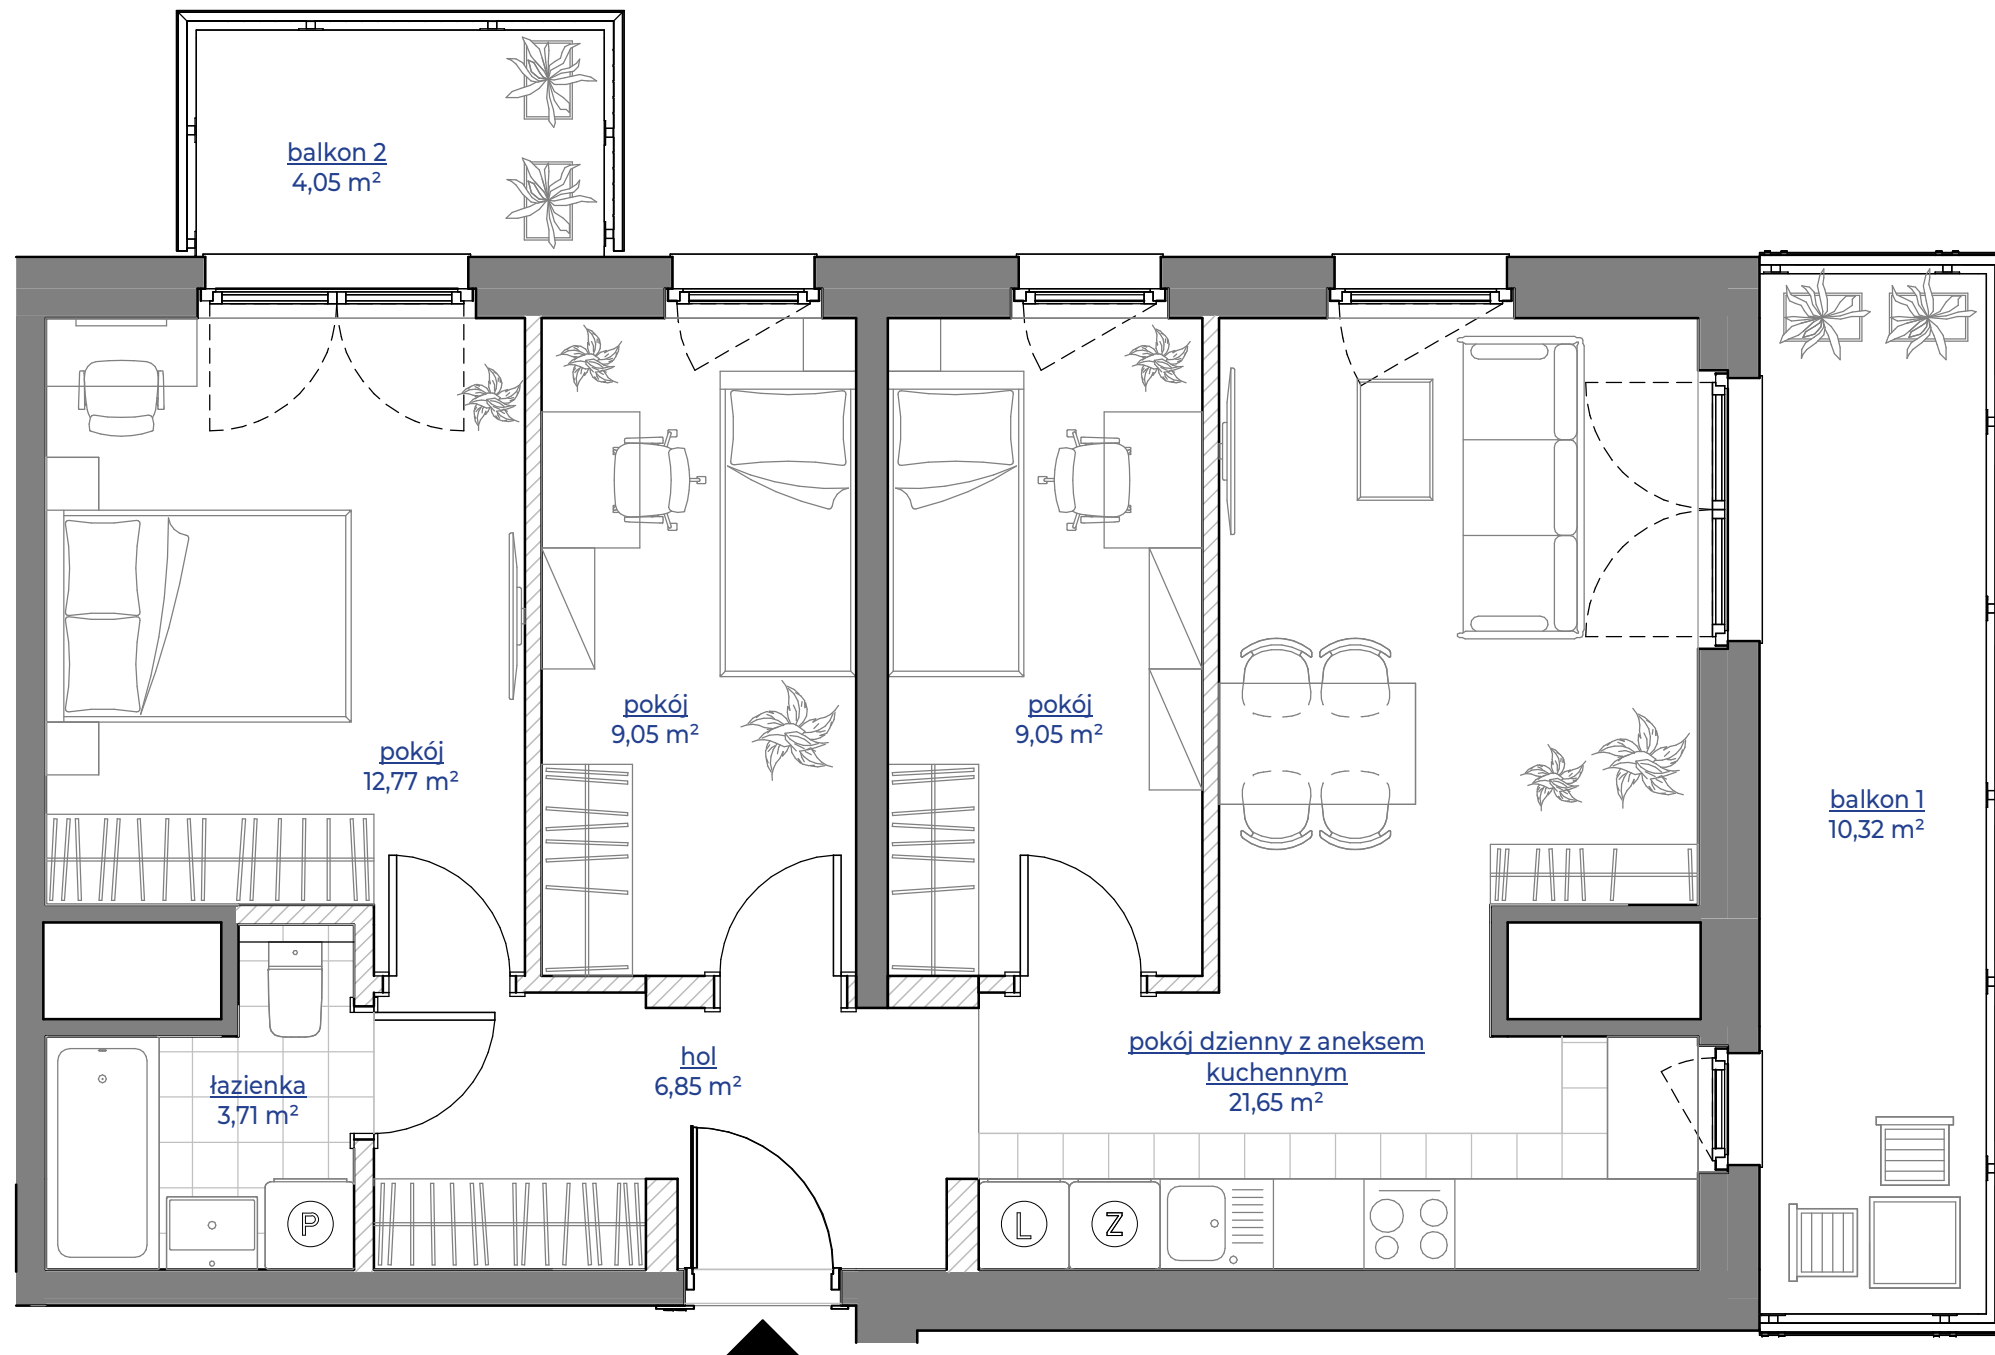 balkon 2
4,05 m²
pokój
12,77 m²
pokój
9,05 m²
pokój
9,05 m²
balkon 1
10,32 m²
łazienka
3,71 m²
hol
6,85 m²
pokój dzienny z aneksem
kuchennym
21,65 m²
P
L
Z